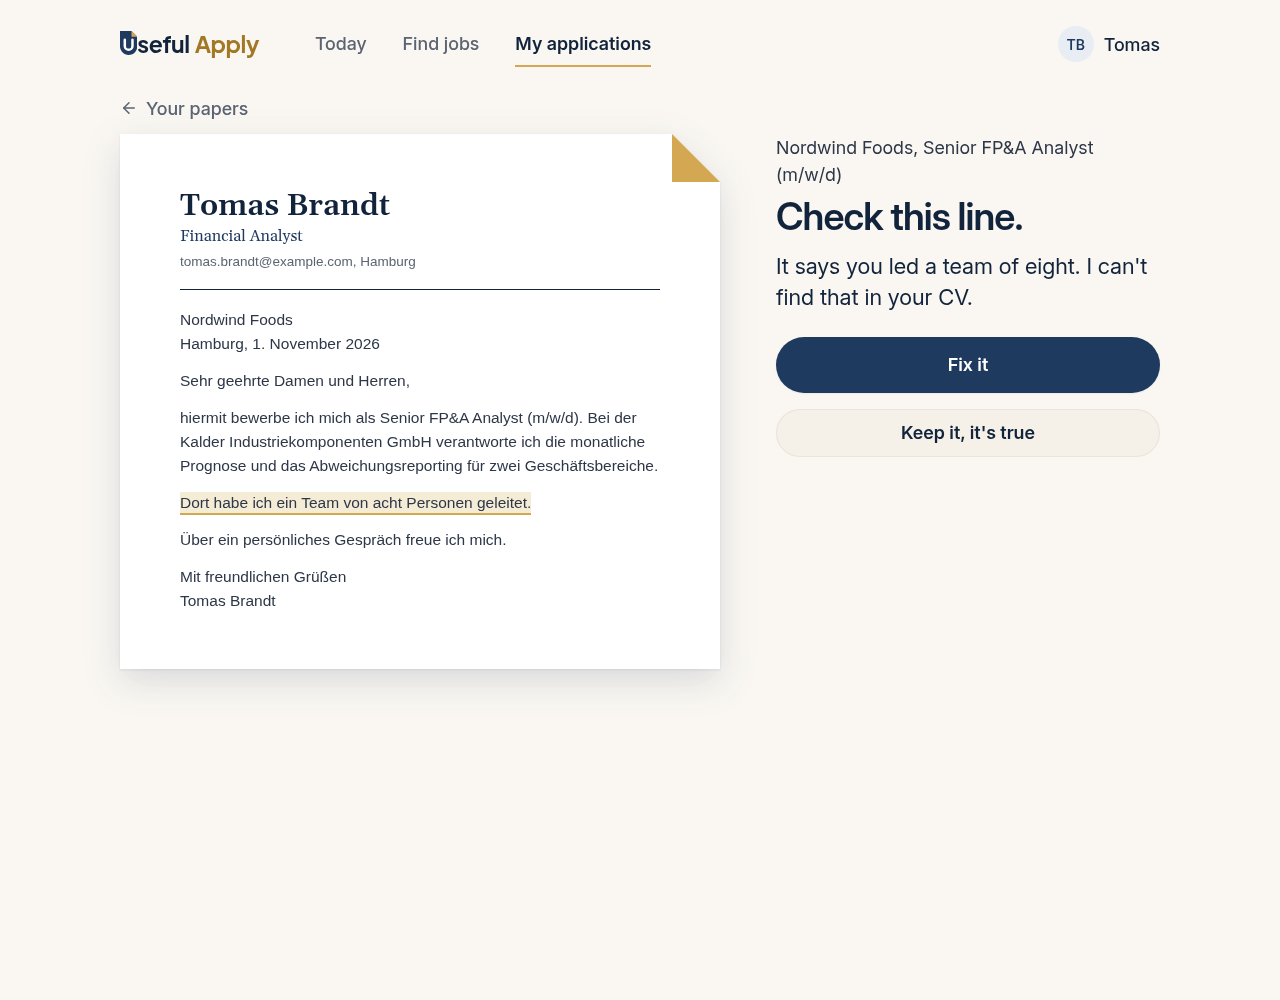 Useful Apply
Today
Find jobs
My applications
TB
Tomas
Your papers
Tomas Brandt
Financial Analyst
tomas.brandt@example.com, Hamburg
Nordwind Foods
Hamburg, 1. November 2026
Sehr geehrte Damen und Herren,
hiermit bewerbe ich mich als Senior FP&A Analyst (m/w/d). Bei der
Kalder Industriekomponenten GmbH verantworte ich die monatliche
Prognose und das Abweichungsreporting für zwei Geschäftsbereiche.
Dort habe ich ein Team von acht Personen geleitet.
Über ein persönliches Gespräch freue ich mich.
Mit freundlichen Grüßen
Tomas Brandt
Nordwind Foods, Senior FP&A Analyst
(m/w/d)
Check this line.
It says you led a team of eight. I can't
find that in your CV.
Fix it
Keep it, it's true